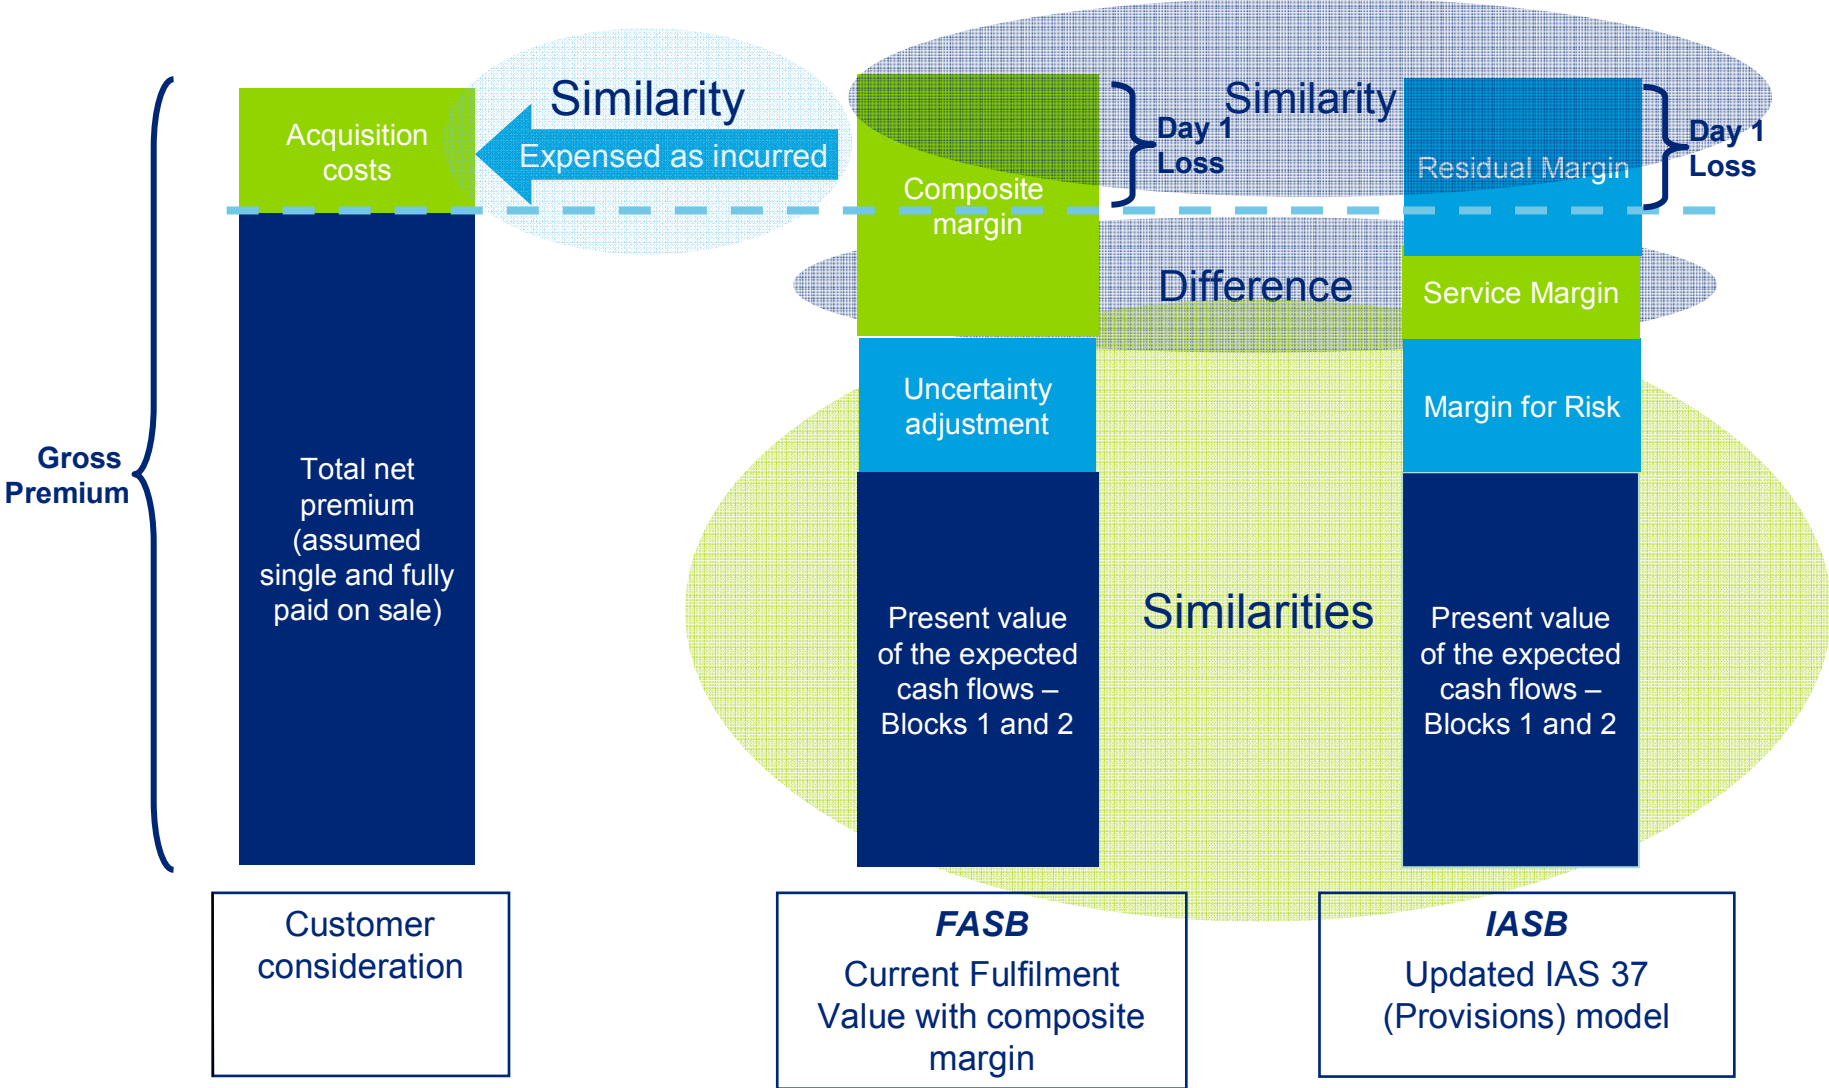 Similarity
Acquisition
costs
Expensed as incurred
Gross
Premium
Total net
premium
(assumed
single and fully
paid on sale)
Composite
margin
Day 1
Loss
Similarity
Residual Margin
Day 1
Loss
Difference
Service Margin
Uncertainty
adjustment
Margin for Risk
Similarities
Present value
of the expected
cash flows –
Blocks 1 and 2
Present value
of the expected
cash flows –
Blocks 1 and 2
Customer
consideration
FASB
Current Fulfilment
Value with composite
margin
IASB
Updated IAS 37
(Provisions) model